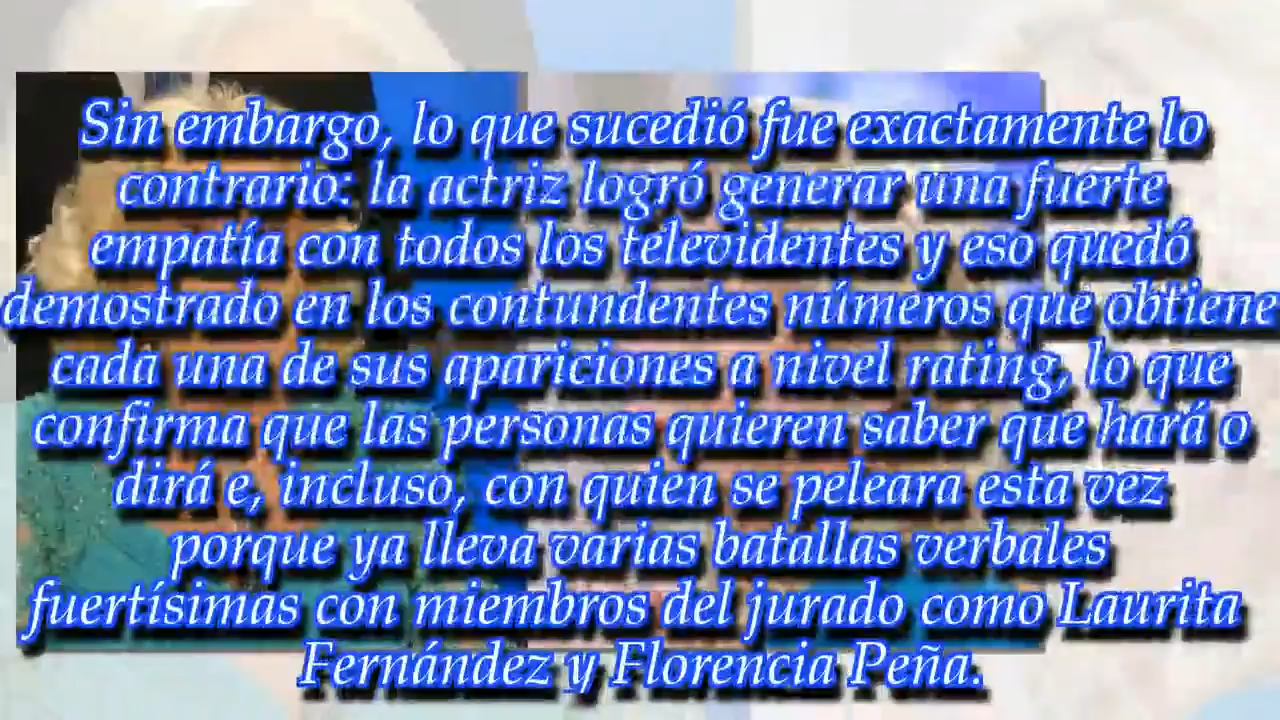 Sin embargo, lo que sucedió fue exactamente lo
contrario: la actriz logró generar una fuerte
empatía con todos los televidentes y eso quedó
demostrado en los contundentes números que obtiene
cada una de sus apariciones a nivel rating, lo que
confirma que las personas quieren saber que hará o
dirá e, incluso, con quien se peleara esta vez
porque ya lleva varias batallas verbales
fuertísimas con miembros del jurado como Laurita
Fernández y Florencia Peña.